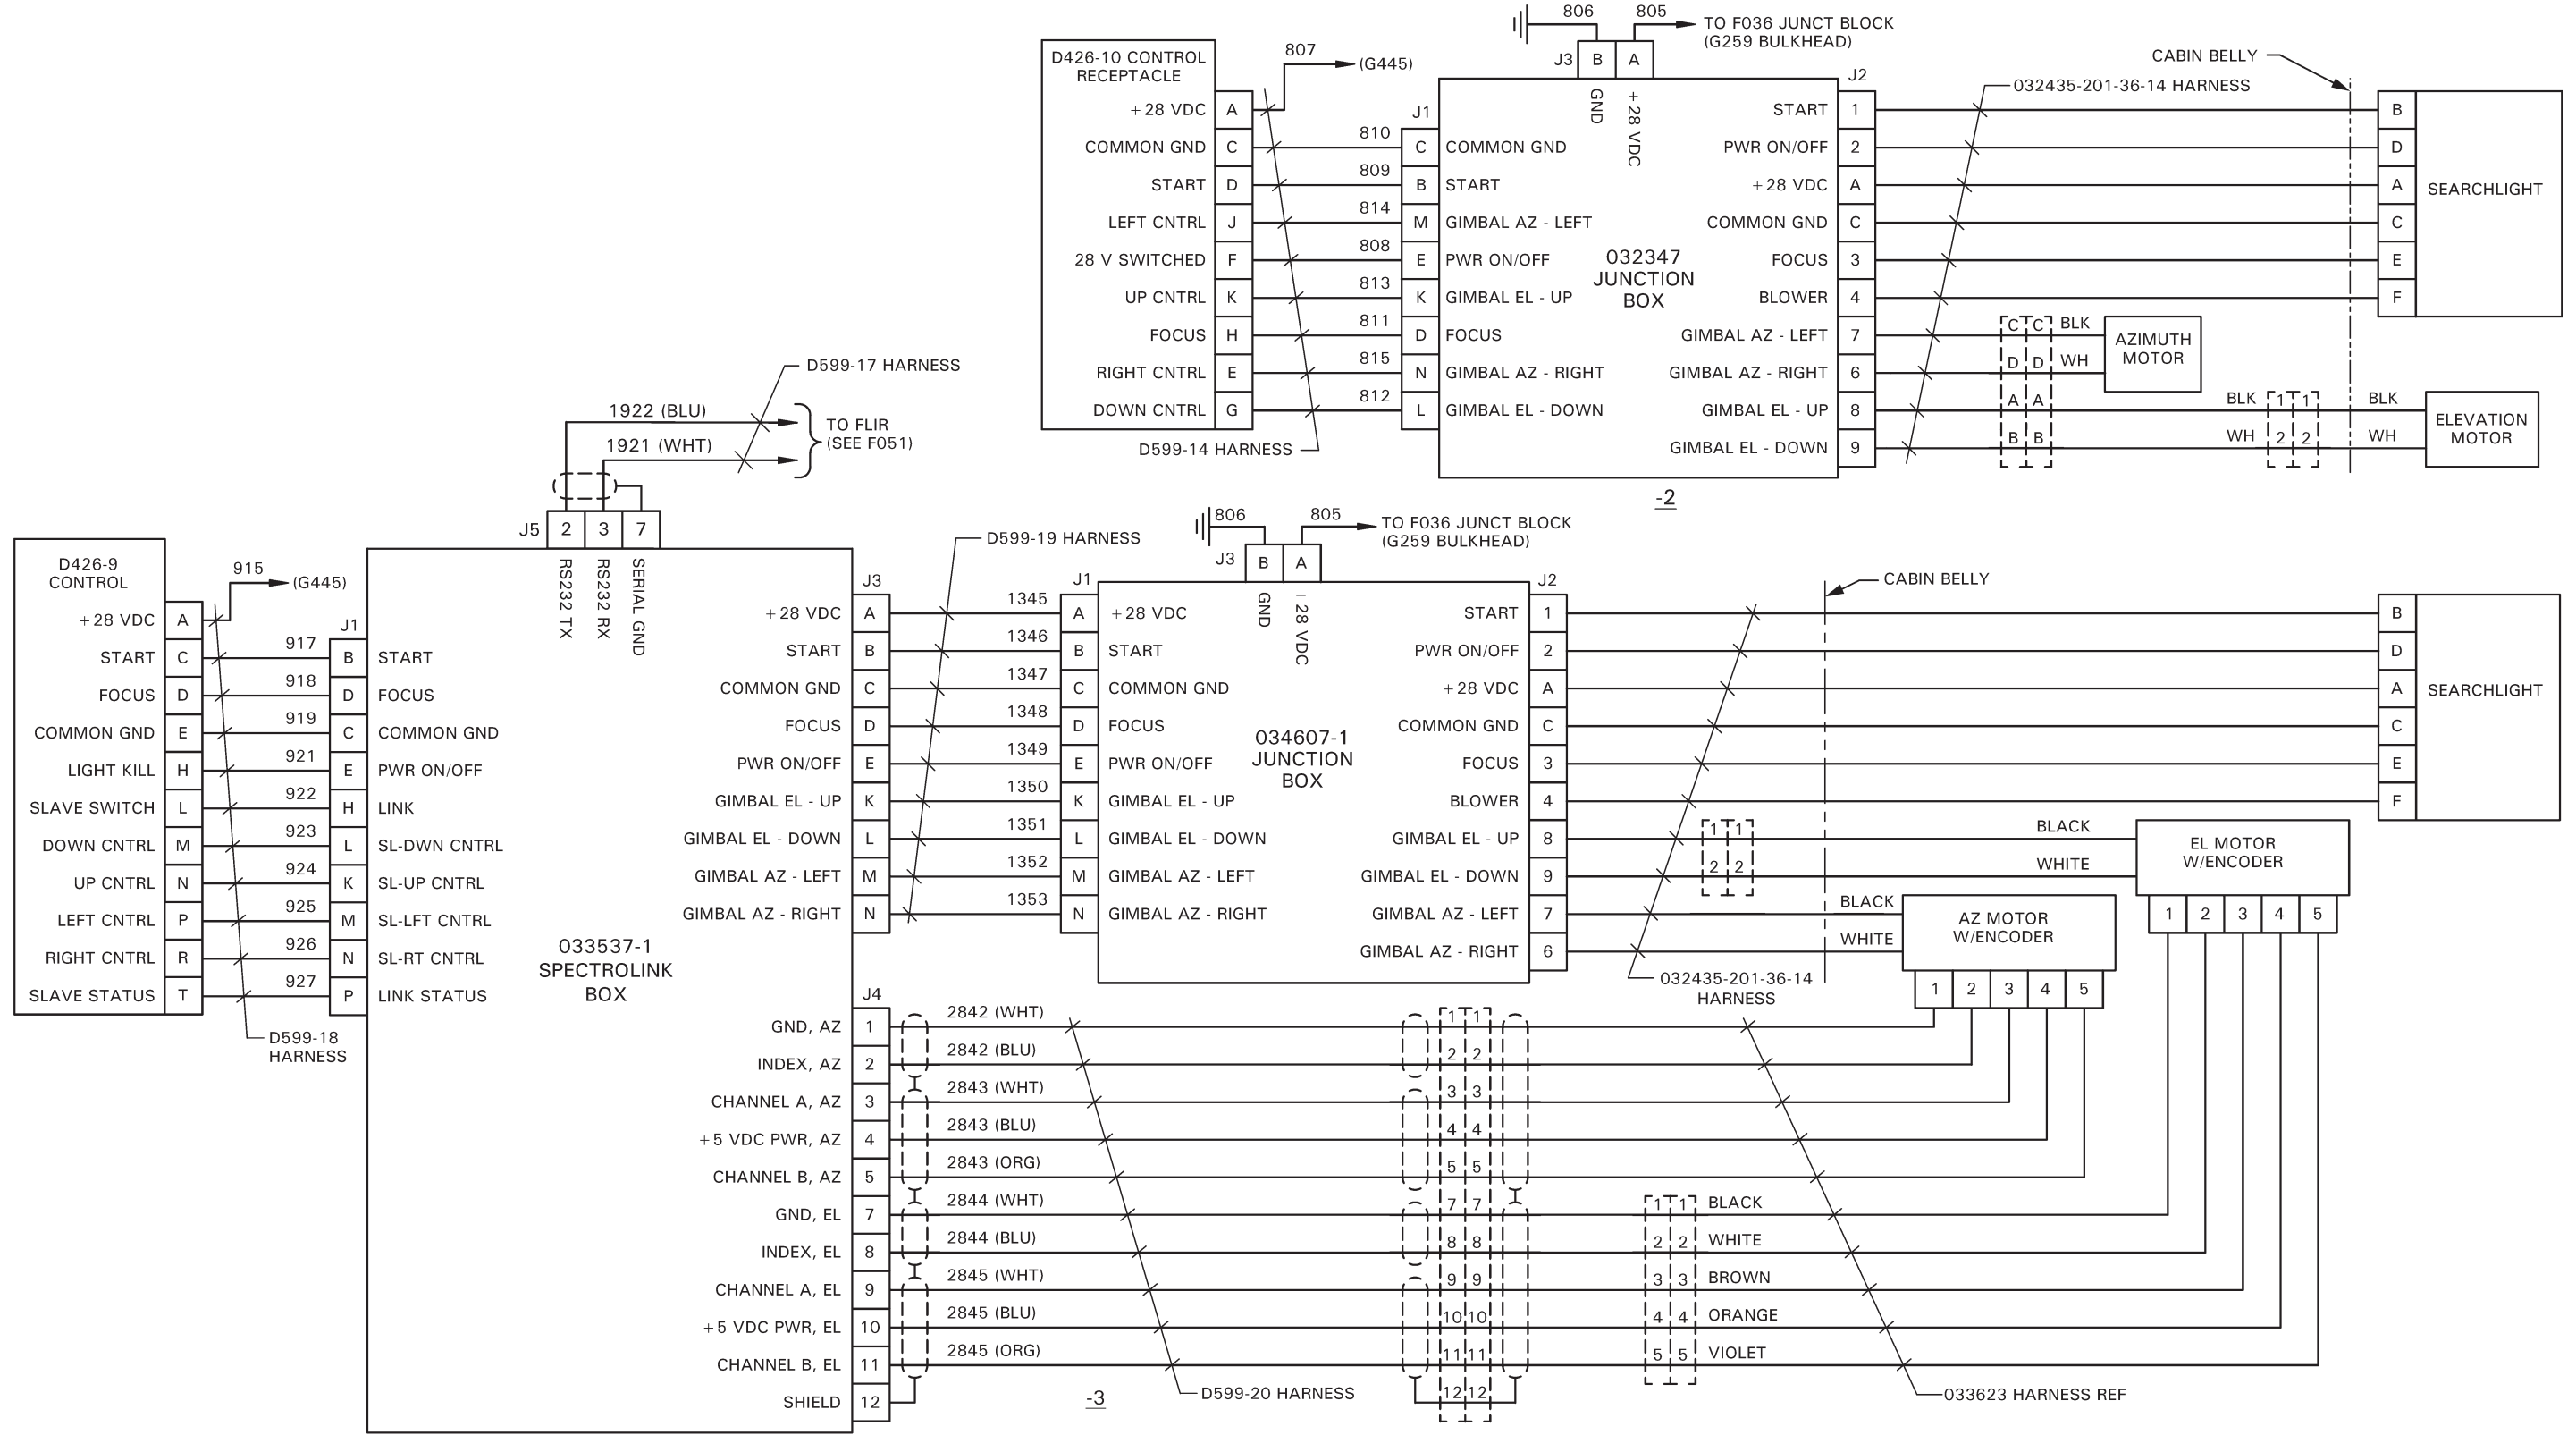 806
805
TO F036 JUNCT BLOCK
(G259 BULKHEAD)
J3 B A
GND
+28 VDC
D426-10 CONTROL
RECEPTACLE
807
(G445)
+28 VDC A
COMMON GND C 810 C COMMON GND
START D 809 B START
LEFT CNTRL J 814 M GIMBAL AZ - LEFT
28 V SWITCHED F 808 E PWR ON/OFF
UP CNTRL K 813 K GIMBAL EL - UP
FOCUS H 811 D FOCUS
RIGHT CNTRL E 815 N GIMBAL AZ - RIGHT
DOWN CNTRL G 812 L GIMBAL EL - DOWN
J1
D599-14 HARNESS
032347
JUNCTION
BOX
J2
START 1
PWR ON/OFF 2
+28 VDC A
COMMON GND C
FOCUS 3
BLOWER 4
GIMBAL AZ - LEFT 7
GIMBAL AZ - RIGHT 6
GIMBAL EL - UP 8
GIMBAL EL - DOWN 9
032435-201-36-14 HARNESS
CABIN BELLY
B
D
A
C
E
F
SEARCHLIGHT
C C BLK
D D WH
A A
B B
AZIMUTH
MOTOR
BLK 1 1 BLK
WH 2 2 WH
ELEVATION
MOTOR
-2
D599-17 HARNESS
1922 (BLU)
1921 (WHT)
TO FLIR
(SEE F051)
J5 2 3 7
RS232 TX
RS232 RX
SERIAL GND
D426-9
CONTROL
915
(G445)
J1
+28 VDC A
START C 917 B START
FOCUS D 918 D FOCUS
COMMON GND E 919 C COMMON GND
LIGHT KILL H 921 E PWR ON/OFF
SLAVE SWITCH L 922 H LINK
DOWN CNTRL M 923 L SL-DWN CNTRL
UP CNTRL N 924 K SL-UP CNTRL
LEFT CNTRL P 925 M SL-LFT CNTRL
RIGHT CNTRL R 926 N SL-RT CNTRL
SLAVE STATUS T 927 P LINK STATUS
D599-18
HARNESS
033537-1
SPECTROLINK
BOX
D599-19 HARNESS
J3 J1
+28 VDC A 1345 A +28 VDC
START B 1346 B START
COMMON GND C 1347 C COMMON GND
FOCUS D 1348 D FOCUS
PWR ON/OFF E 1349 E PWR ON/OFF
GIMBAL EL - UP K 1350 K GIMBAL EL - UP
GIMBAL EL - DOWN L 1351 L GIMBAL EL - DOWN
GIMBAL AZ - LEFT M 1352 M GIMBAL AZ - LEFT
GIMBAL AZ - RIGHT N 1353 N GIMBAL AZ - RIGHT
806
805
TO F036 JUNCT BLOCK
(G259 BULKHEAD)
J3 B A
GND
+28 VDC
034607-1
JUNCTION
BOX
J2
START 1
PWR ON/OFF 2
+28 VDC A
COMMON GND C
FOCUS 3
BLOWER 4
GIMBAL EL - UP 8
GIMBAL EL - DOWN 9
GIMBAL AZ - LEFT 7
GIMBAL AZ - RIGHT 6
CABIN BELLY
B
D
A
C
E
F
SEARCHLIGHT
1 1 BLACK
2 2 WHITE
EL MOTOR
W/ENCODER
1 2 3 4 5
BLACK
WHITE
AZ MOTOR
W/ENCODER
1 2 3 4 5
032435-201-36-14
HARNESS
J4
GND, AZ 1 2842 (WHT) 1 1
INDEX, AZ 2 2842 (BLU) 2 2
CHANNEL A, AZ 3 2843 (WHT) 3 3
+5 VDC PWR, AZ 4 2843 (BLU) 4 4
CHANNEL B, AZ 5 2843 (ORG) 5 5
GND, EL 7 2844 (WHT) 7 7 1 1 BLACK
INDEX, EL 8 2844 (BLU) 8 8 2 2 WHITE
CHANNEL A, EL 9 2845 (WHT) 9 9 3 3 BROWN
+5 VDC PWR, EL 10 2845 (BLU) 10 10 4 4 ORANGE
CHANNEL B, EL 11 2845 (ORG) 11 11 5 5 VIOLET
SHIELD 12 12 12
-3
D599-20 HARNESS
033623 HARNESS REF